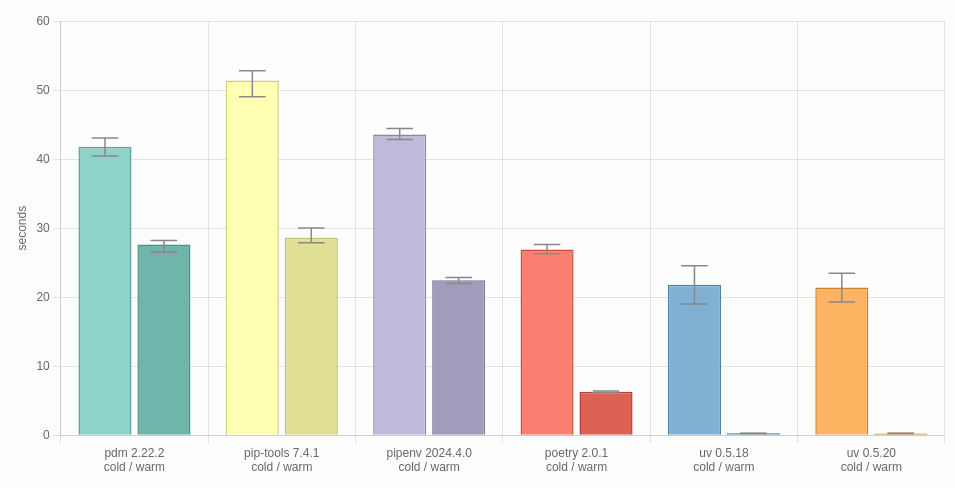 60
50
40
30
20
10
0
seconds
pdm 2.22.2
cold / warm
pip-tools 7.4.1
cold / warm
pipenv 2024.4.0
cold / warm
poetry 2.0.1
cold / warm
uv 0.5.18
cold / warm
uv 0.5.20
cold / warm